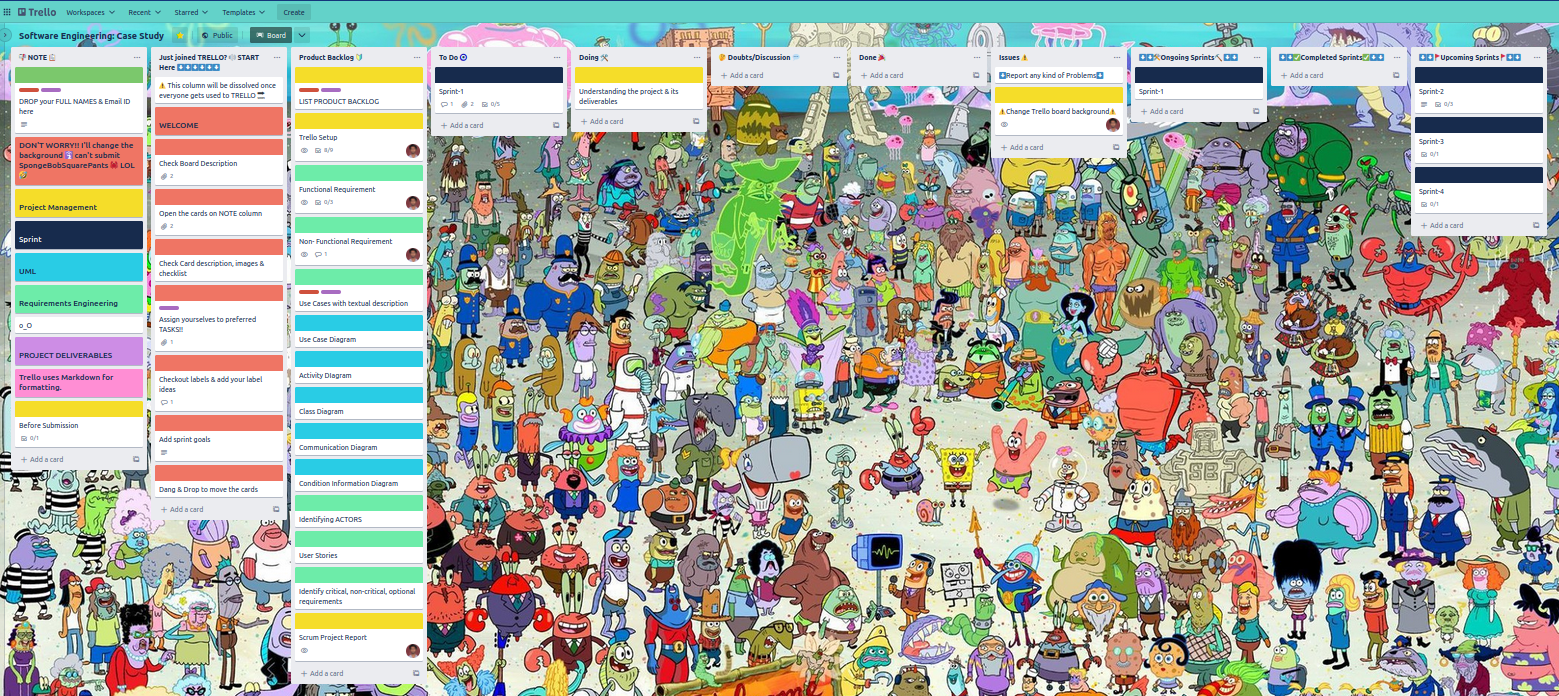 Trello
Workspaces
Recent
Starred
Templates
Create
Software Engineering: Case Study
Public
Board
NOTE
DROP your FULL NAMES & Email ID
here
DON'T WORRY!! I'll change the
background can't submit
SpongeBobSquarePants LOL
Project Management
Sprint
UML
Requirements Engineering
o_O
PROJECT DELIVERABLES
Trello uses Markdown for
formatting.
Before Submission
0/1
+ Add a card
Just joined TRELLO? START
Here
This column will be dissolved once
everyone gets used to TRELLO
WELCOME
Check Board Description
2
Open the cards on NOTE column
2
Check Card description, images &
checklist
Assign yourselves to preferred
TASKS!!
1
Checkout labels & add your label
ideas
1
Add sprint goals
Dang & Drop to move the cards
+ Add a card
Product Backlog
LIST PRODUCT BACKLOG
Trello Setup
8/9
Functional Requirement
0/3
Non- Functional Requirement
1
Use Cases with textual description
Use Case Diagram
Activity Diagram
Class Diagram
Communication Diagram
Condition Information Diagram
Identifying ACTORS
User Stories
Identify critical, non-critical, optional
requirements
Scrum Project Report
+ Add a card
To Do
Sprint-1
1 2 0/5
+ Add a card
Doing
Understanding the project & its
deliverables
+ Add a card
Doubts/Discussion
+ Add a card
Done
+ Add a card
Issues
Report any kind of Problems
Change Trello board background
+ Add a card
Ongoing Sprints
Sprint-1
+ Add a card
Completed Sprints
+ Add a card
Upcoming Sprints
Sprint-2
0/3
Sprint-3
0/1
Sprint-4
0/1
+ Add a card